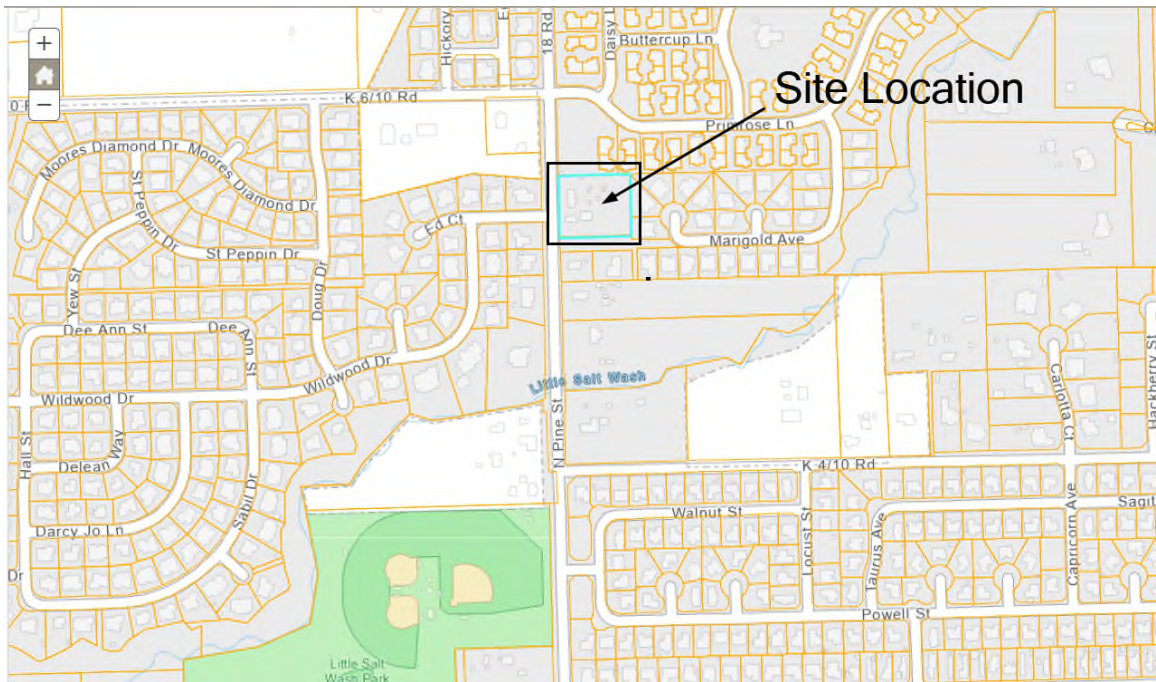 +
−
Hickory
18 Rd
Daisy L
Buttercup Ln
Site Location
K 6/10 Rd
Primrose Ln
Moores Diamond Dr
Moores Diamond Dr
St Peppin Dr
Ed Ct
St Peppin Dr
Marigold Ave
Yew St
Doug Dr
Dee Ann St
Dee Ann St
Wildwood Dr
Wildwood Dr
Little Salt Wash
Carlotta Ct
Hackberry St
Hall St
Delean Way
N Pine St
K 4/10 Rd
Sabil Dr
Darcy Jo Ln
Dr
Walnut St
Locust St
Taurus Ave
Capricorn Ave
Sagit
Powell St
Little Salt
Wash Park